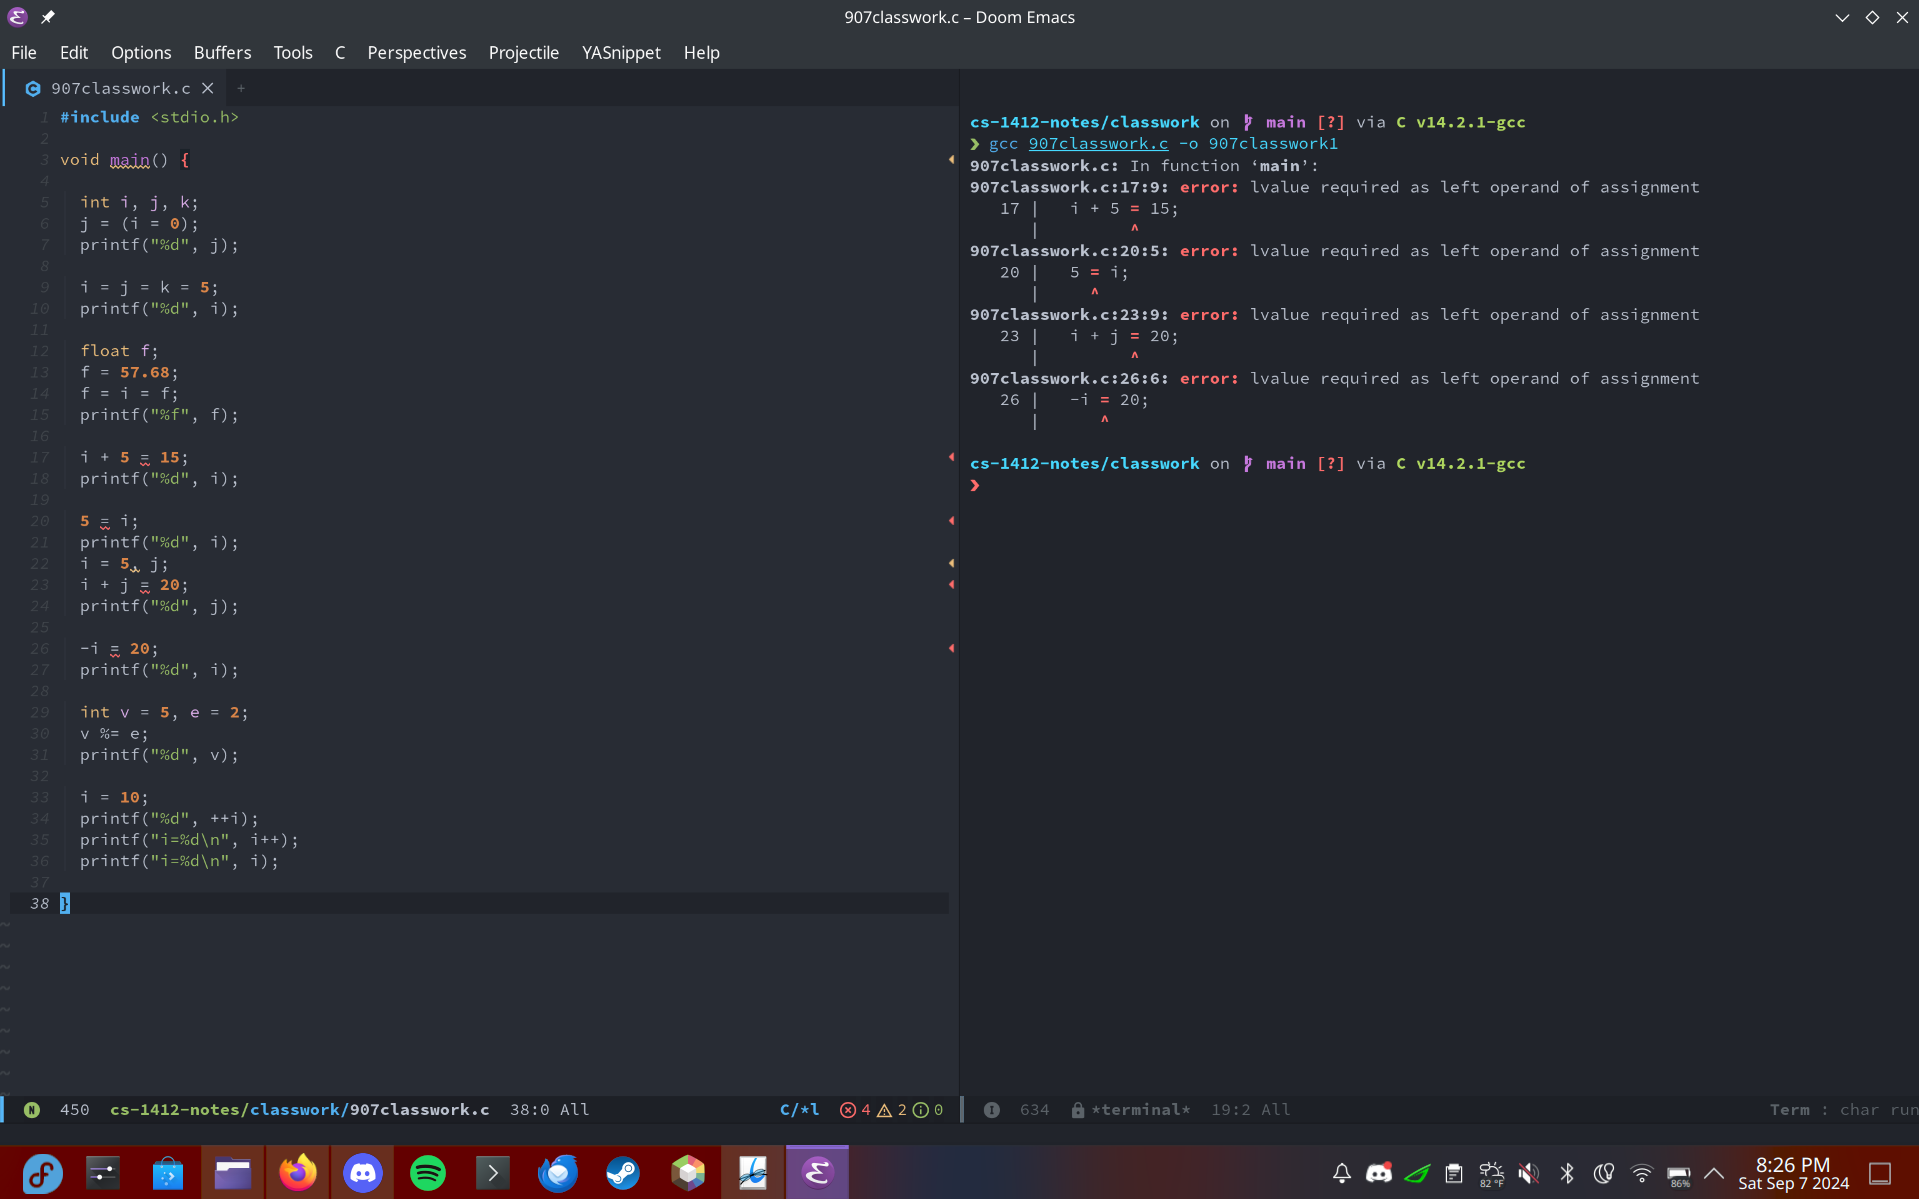 907classwork.c – Doom Emacs
File Edit Options Buffers Tools C Perspectives Projectile YASnippet Help
907classwork.c +
1 #include <stdio.h>
2
3 void main() {
4
5 int i, j, k;
6 j = (i = 0);
7 printf("%d", j);
8
9 i = j = k = 5;
10 printf("%d", i);
11
12 float f;
13 f = 57.68;
14 f = i = f;
15 printf("%f", f);
16
17 i + 5 = 15;
18 printf("%d", i);
19
20 5 = i;
21 printf("%d", i);
22 i = 5, j;
23 i + j = 20;
24 printf("%d", j);
25
26 -i = 20;
27 printf("%d", i);
28
29 int v = 5, e = 2;
30 v %= e;
31 printf("%d", v);
32
33 i = 10;
34 printf("%d", ++i);
35 printf("i=%d\n", i++);
36 printf("i=%d\n", i);
37
38 }
~
~
~
~
~
~
~
~
~
N 450 cs-1412-notes/classwork/907classwork.c 38:0 All C/*l 4 2 0
cs-1412-notes/classwork on main [?] via C v14.2.1-gcc
❯ gcc 907classwork.c -o 907classwork1
907classwork.c: In function ‘main’:
907classwork.c:17:9: error: lvalue required as left operand of assignment
17 | i + 5 = 15;
| ^
907classwork.c:20:5: error: lvalue required as left operand of assignment
20 | 5 = i;
| ^
907classwork.c:23:9: error: lvalue required as left operand of assignment
23 | i + j = 20;
| ^
907classwork.c:26:6: error: lvalue required as left operand of assignment
26 | -i = 20;
| ^
cs-1412-notes/classwork on main [?] via C v14.2.1-gcc
❯
I 634 *terminal* 19:2 All Term : char run
82 °F
86%
8:26 PM
Sat Sep 7 2024